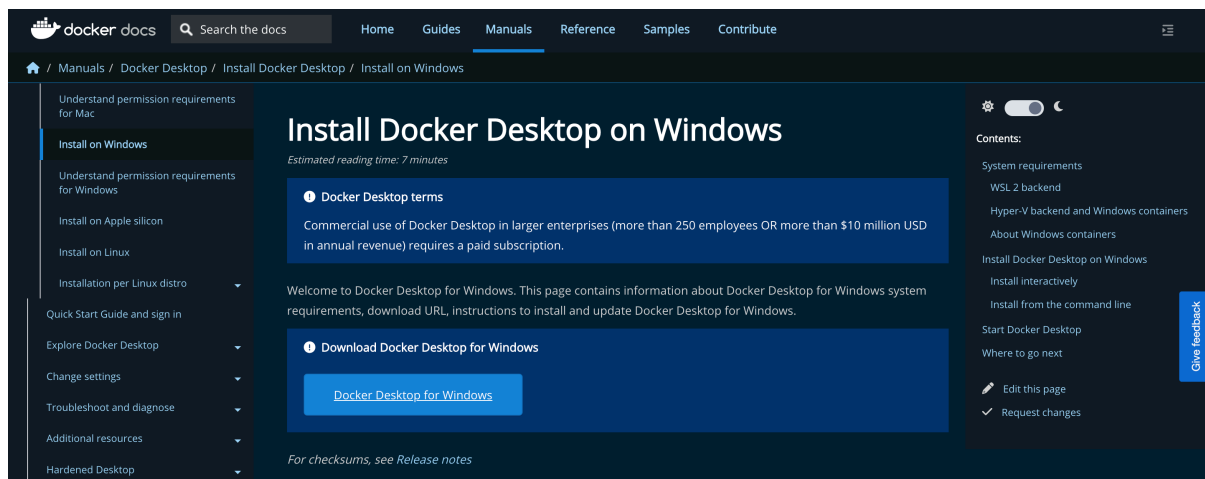 docker docs
Search the docs
Home
Guides
Manuals
Reference
Samples
Contribute
/ Manuals / Docker Desktop / Install Docker Desktop / Install on Windows
Understand permission requirements
for Mac
Install on Windows
Understand permission requirements
for Windows
Install on Apple silicon
Install on Linux
Installation per Linux distro
Quick Start Guide and sign in
Explore Docker Desktop
Change settings
Troubleshoot and diagnose
Additional resources
Hardened Desktop
Install Docker Desktop on Windows
Estimated reading time: 7 minutes
Docker Desktop terms
Commercial use of Docker Desktop in larger enterprises (more than 250 employees OR more than $10 million USD
in annual revenue) requires a paid subscription.
Welcome to Docker Desktop for Windows. This page contains information about Docker Desktop for Windows system
requirements, download URL, instructions to install and update Docker Desktop for Windows.
Download Docker Desktop for Windows
Docker Desktop for Windows
For checksums, see Release notes
Contents:
System requirements
WSL 2 backend
Hyper-V backend and Windows containers
About Windows containers
Install Docker Desktop on Windows
Install interactively
Install from the command line
Start Docker Desktop
Where to go next
Edit this page
Request changes
Give feedback